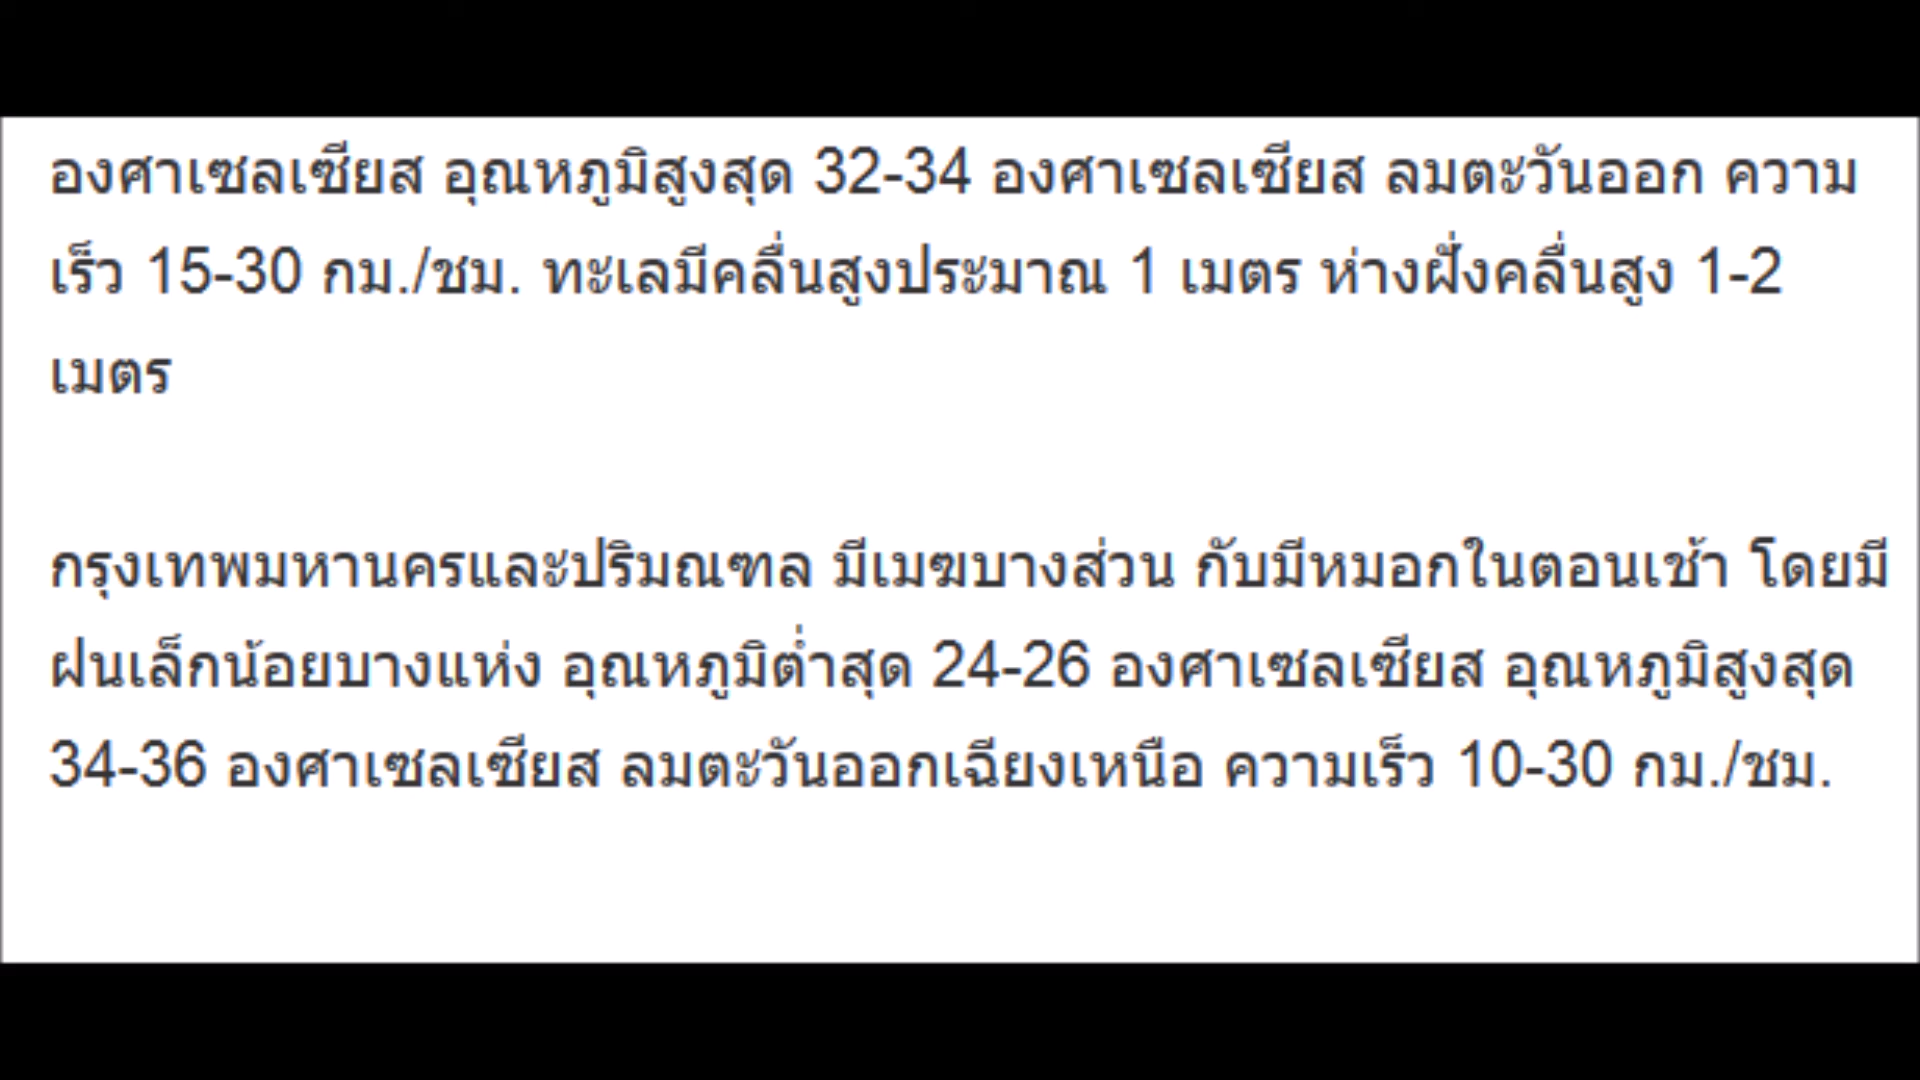 องศาเซลเซียส อุณหภูมิสูงสุด 32-34 องศาเซลเซียส ลมตะวันออก ความ
เร็ว 15-30 กม./ชม. ทะเลมีคลื่นสูงประมาณ 1 เมตร ห่างฝั่งคลื่นสูง 1-2
เมตร
กรุงเทพมหานครและปริมณฑล มีเมฆบางส่วน กับมีหมอกในตอนเช้า โดยมี
ฝนเล็กน้อยบางแห่ง อุณหภูมิต่ำสุด 24-26 องศาเซลเซียส อุณหภูมิสูงสุด
34-36 องศาเซลเซียส ลมตะวันออกเฉียงเหนือ ความเร็ว 10-30 กม./ชม.